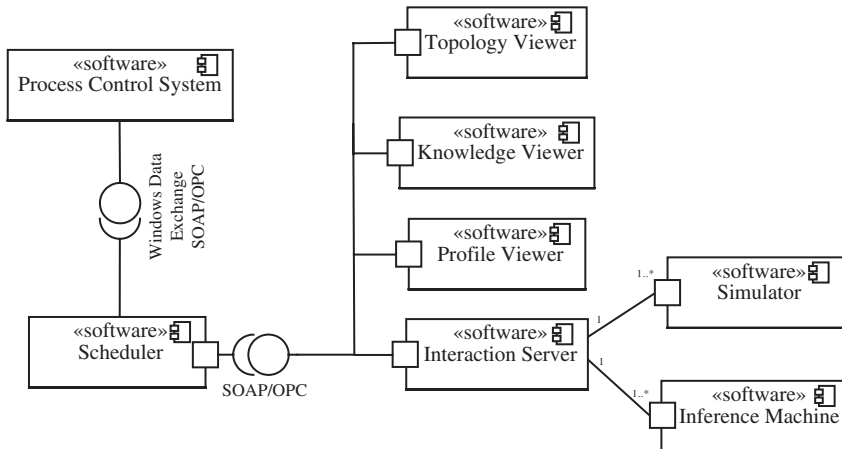 «software»
Topology Viewer
«software»
Process Control System
«software»
Knowledge Viewer
Windows Data
Exchange
SOAP/OPC
«software»
Profile Viewer
«software»
Simulator
1..*
1
«software»
Scheduler
SOAP/OPC
«software»
Interaction Server
1
1..*
«software»
Inference Machine